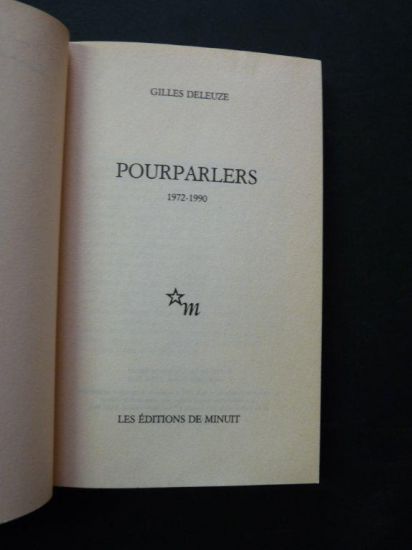 GILLES DELEUZE
POURPARLERS
1972-1990
m
LES ÉDITIONS DE MINUIT